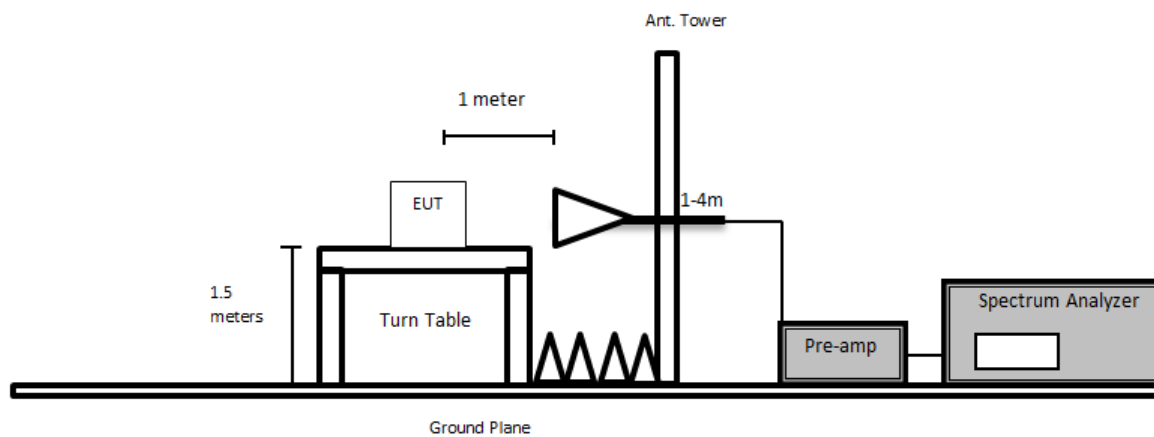 Ant. Tower
1 meter
EUT
1-4m
1.5
meters
Turn Table
Spectrum Analyzer
Pre-amp
Ground Plane